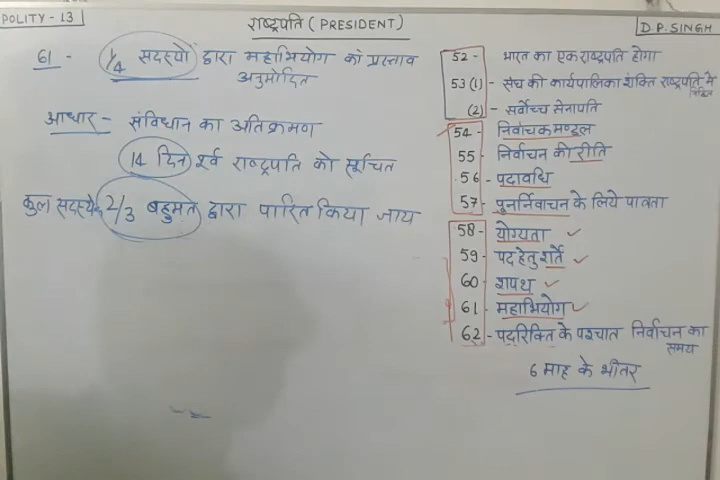 POLITY - 13
राष्ट्रपति ( PRESIDENT )
D.P. SINGH
61 - 1/4 सदस्यों द्वारा महाभियोग का प्रस्ताव
अनुमोदित
आधार - संविधान का अतिक्रमण
14 दिन पूर्व राष्ट्रपति को सूचित
कुल सदस्य 2/3 बहुमत द्वारा पारित किया जाय
52 - भारत का एक राष्ट्रपति होगा
53 (1) - संघ की कार्यपालिका शक्ति राष्ट्रपति में
निहित
(2) - सर्वोच्च सेनापति
54 - निर्वाचक मण्डल
55 - निर्वाचन की रीति
56 - पदावधि
57 - पुनर्निर्वाचन के लिये पात्रता
58 - योग्यता ✓
59 - पद हेतु शर्ते ✓
60 - शपथ ✓
61 - महाभियोग ✓
62 - पदरिक्ति के पश्चात निर्वाचन का
समय
6 माह के भीतर